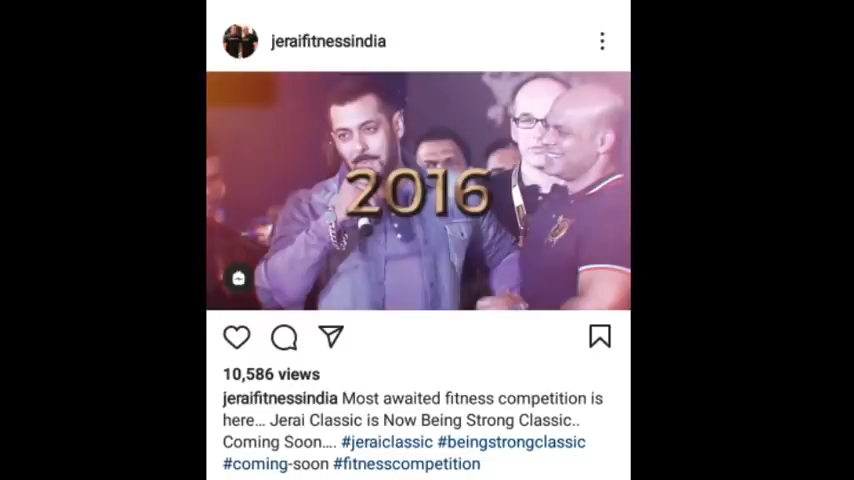 jeraifitnessindia
2016
10,586 views
jeraifitnessindia Most awaited fitness competition is
here... Jerai Classic is Now Being Strong Classic..
Coming Soon.... #jeraiclassic #beingstrongclassic
#coming-soon #fitnesscompetition